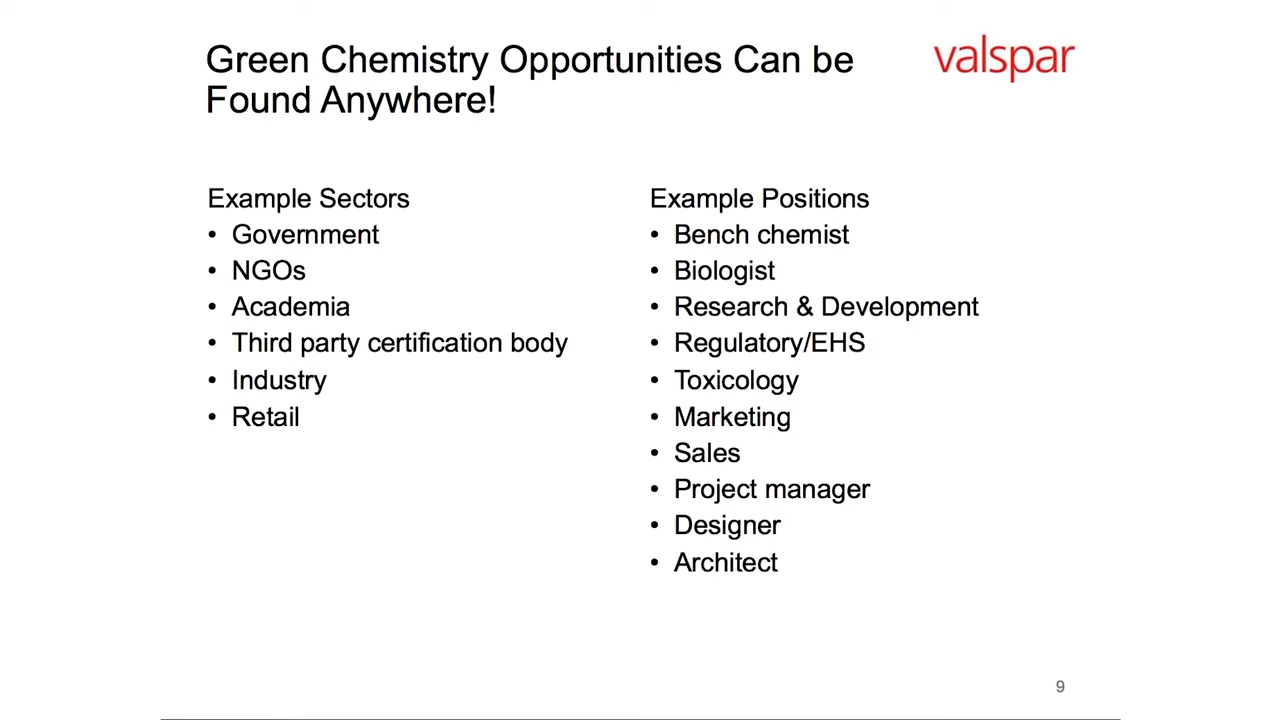 Green Chemistry Opportunities Can be
Found Anywhere!
valspar
Example Sectors
• Government
• NGOs
• Academia
• Third party certification body
• Industry
• Retail
Example Positions
• Bench chemist
• Biologist
• Research & Development
• Regulatory/EHS
• Toxicology
• Marketing
• Sales
• Project manager
• Designer
• Architect
9